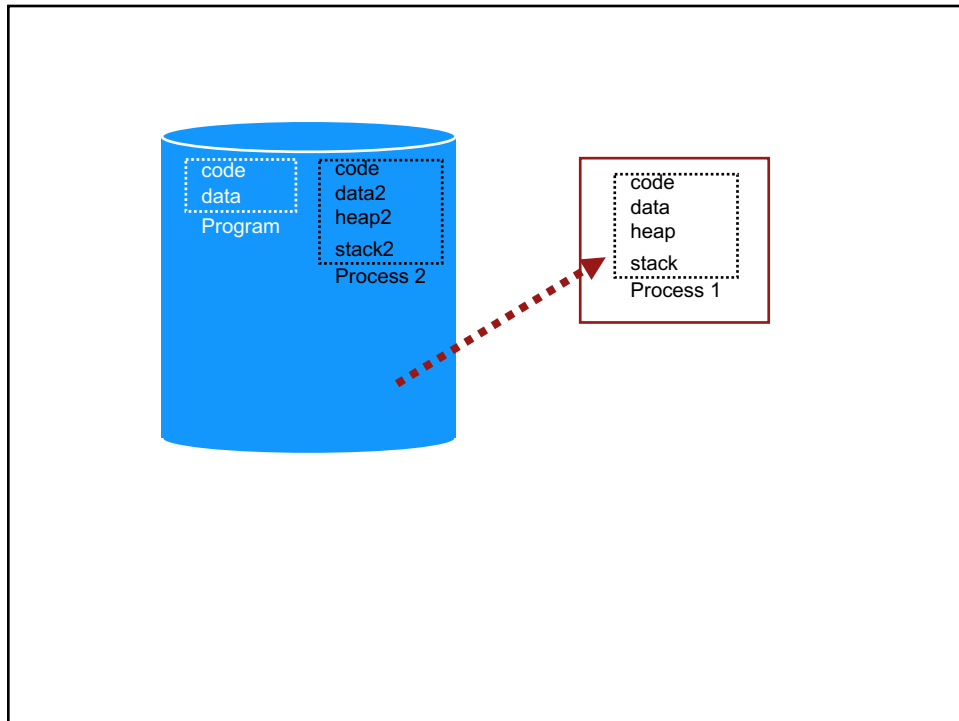 code
data
Program
code
data2
heap2
stack2
Process 2
code
data
heap
stack
Process 1